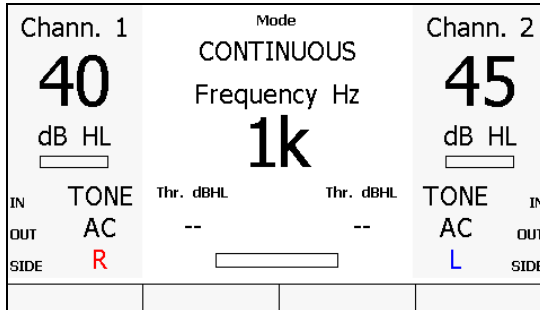 Chann. 1
40
dB HL
IN TONE
OUT AC
SIDE R
Mode
CONTINUOUS
Frequency Hz
1k
Thr. dBHL Thr. dBHL
-- --
Chann. 2
45
dB HL
TONE IN
AC OUT
L SIDE